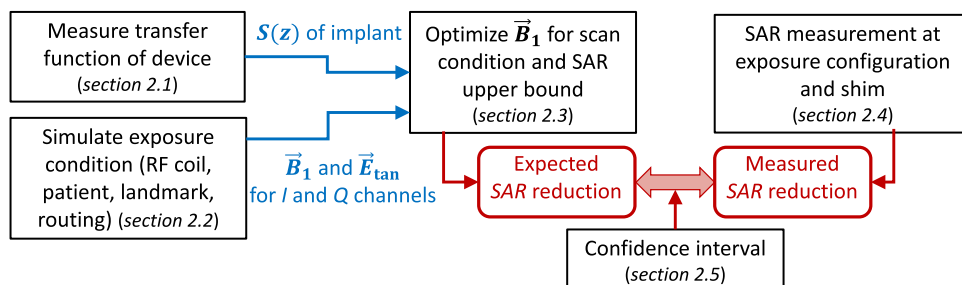 Measure transfer
function of device
(section 2.1)
S(z) of implant
Optimize B⃗₁ for scan
condition and SAR
upper bound
(section 2.3)
SAR measurement at
exposure configuration
and shim
(section 2.4)
Simulate exposure
condition (RF coil,
patient, landmark,
routing) (section 2.2)
B⃗₁ and E⃗tan
for I and Q channels
Expected
SAR reduction
Measured
SAR reduction
Confidence interval
(section 2.5)